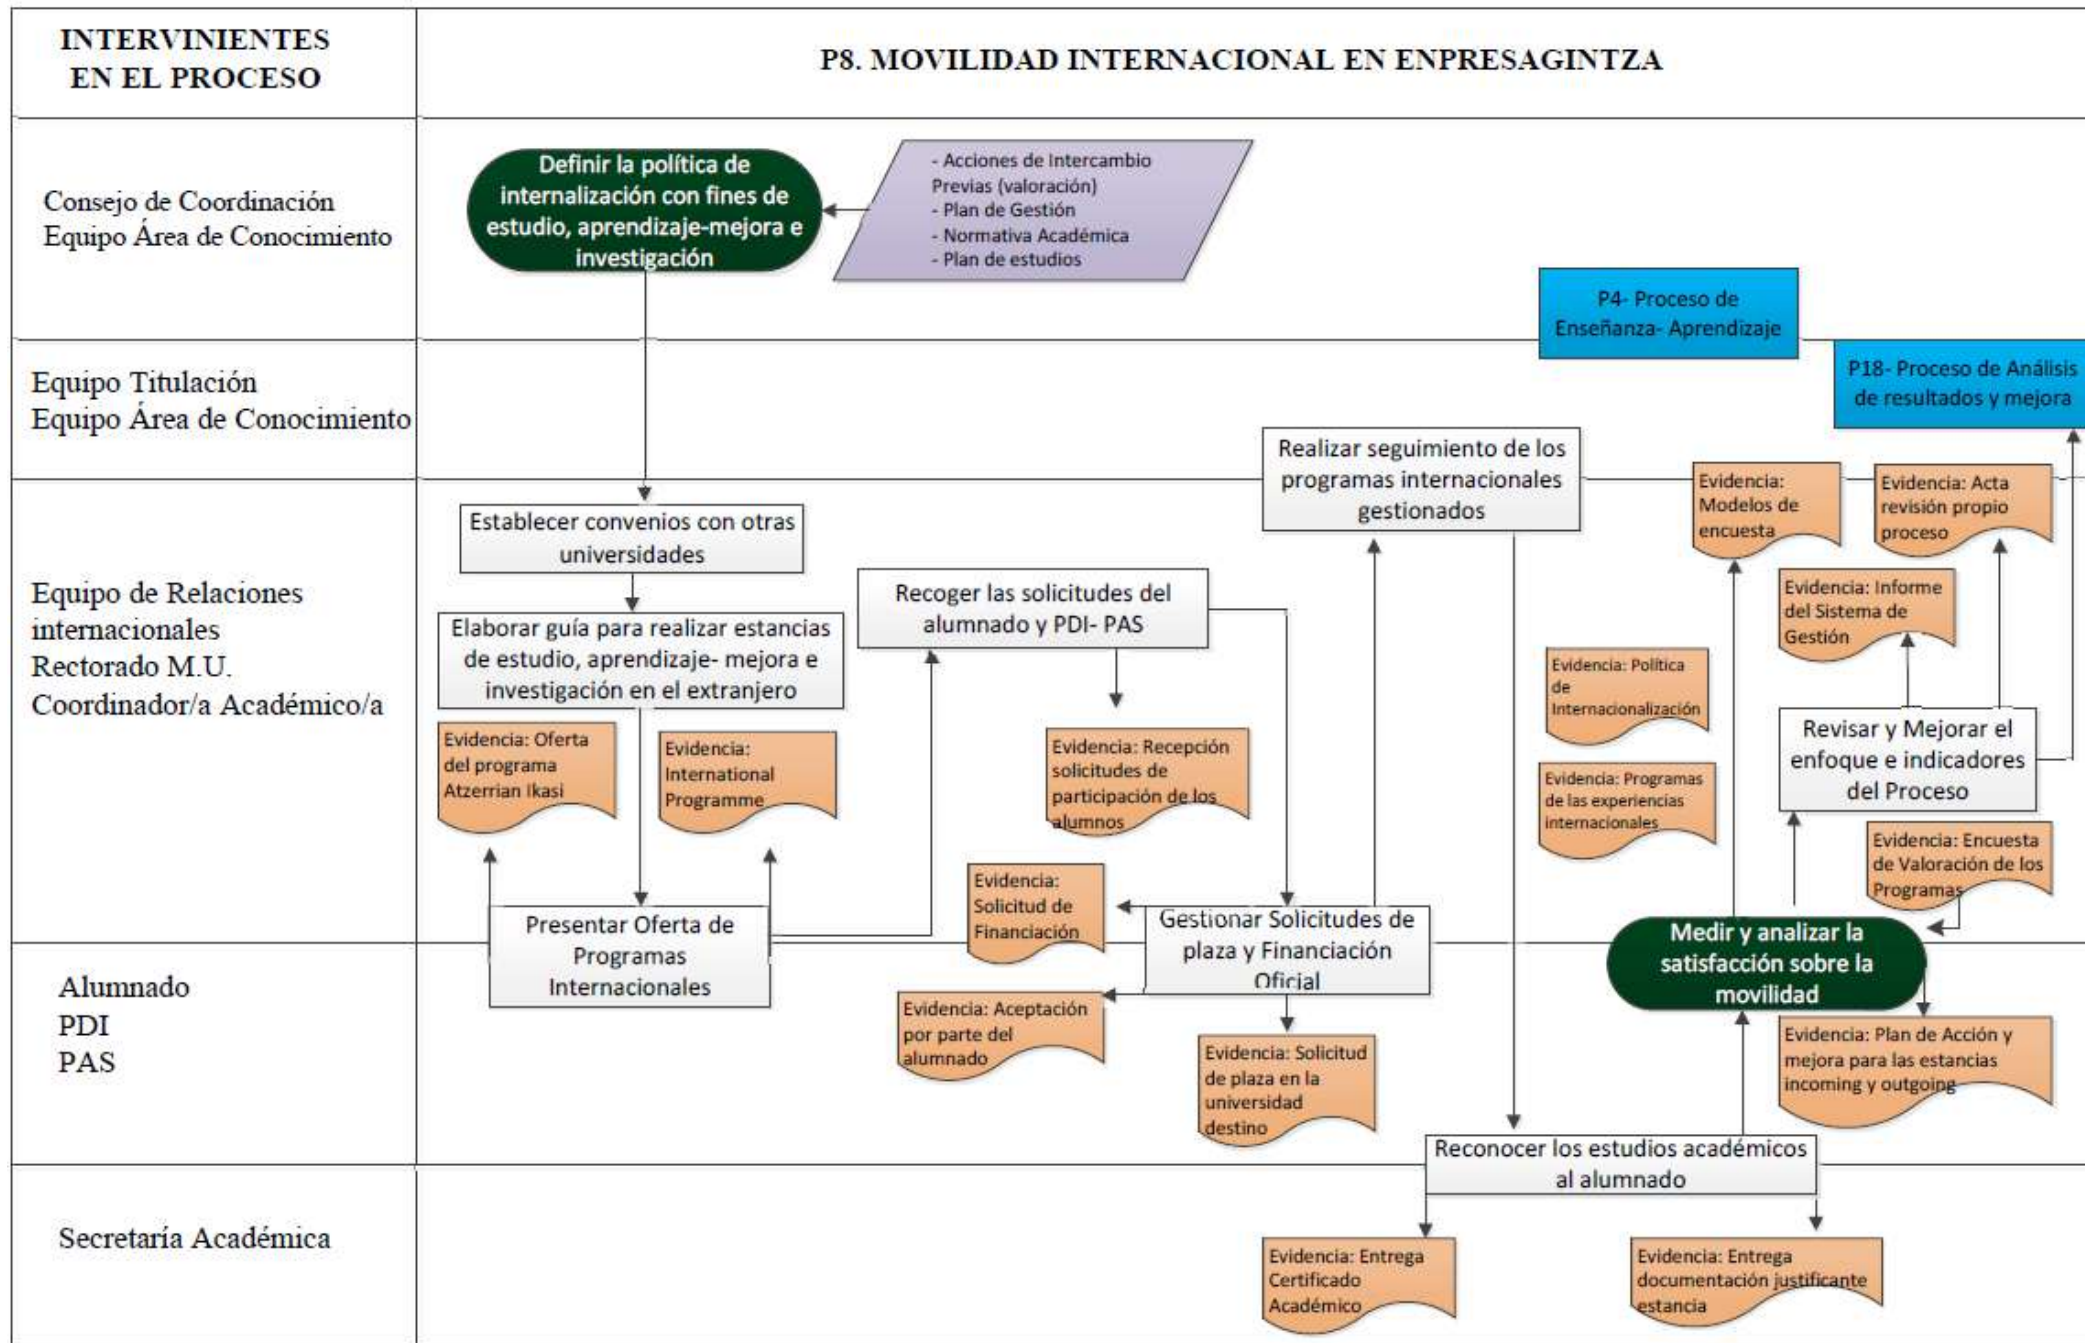 INTERVINIENTES
EN EL PROCESO
P8. MOVILIDAD INTERNACIONAL EN ENPRESAGINTZA
Consejo de Coordinación
Equipo Área de Conocimiento
Definir la política de
internalización con fines de
estudio, aprendizaje-mejora e
investigación
- Acciones de Intercambio
Previas (valoración)
- Plan de Gestión
- Normativa Académica
- Plan de estudios
P4- Proceso de
Enseñanza- Aprendizaje
Equipo Titulación
Equipo Área de Conocimiento
P18- Proceso de Análisis
de resultados y mejora
Realizar seguimiento de los
programas internacionales
gestionados
Evidencia:
Modelos de
encuesta
Evidencia: Acta
revisión propio
proceso
Equipo de Relaciones
internacionales
Rectorado M.U.
Coordinador/a Académico/a
Establecer convenios con otras
universidades
Elaborar guía para realizar estancias
de estudio, aprendizaje- mejora e
investigación en el extranjero
Recoger las solicitudes del
alumnado y PDI- PAS
Evidencia: Informe
del Sistema de
Gestión
Evidencia: Política
de
Internacionalización
Revisar y Mejorar el
enfoque e indicadores
del Proceso
Evidencia: Oferta
del programa
Atzerrian Ikasi
Evidencia:
International
Programme
Evidencia: Recepción
solicitudes de
participación de los
alumnos
Evidencia: Programas
de las experiencias
internacionales
Evidencia: Encuesta
de Valoración de los
Programas
Evidencia:
Solicitud de
Financiación
Presentar Oferta de
Programas
Internacionales
Gestionar Solicitudes de
plaza y Financiación
Oficial
Medir y analizar la
satisfacción sobre la
movilidad
Alumnado
PDI
PAS
Evidencia: Aceptación
por parte del
alumnado
Evidencia: Solicitud
de plaza en la
universidad
destino
Evidencia: Plan de Acción y
mejora para las estancias
incoming y outgoing
Reconocer los estudios académicos
al alumnado
Secretaría Académica
Evidencia: Entrega
Certificado
Académico
Evidencia: Entrega
documentación justificante
estancia